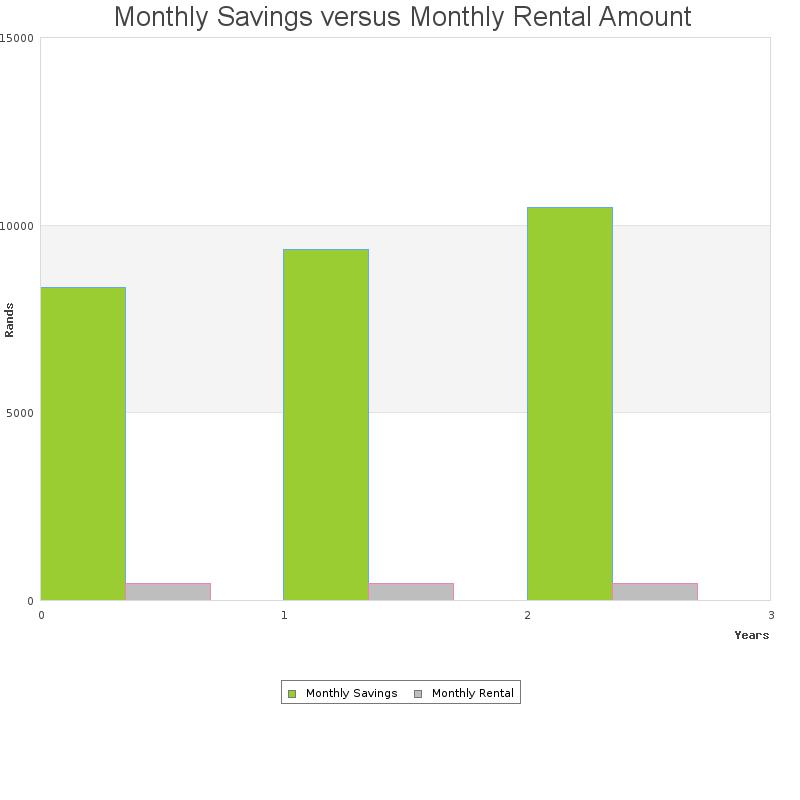 Monthly Savings versus Monthly Rental Amount
15000
10000
Rands
5000
0
0 1 2 3
Years
Monthly Savings Monthly Rental